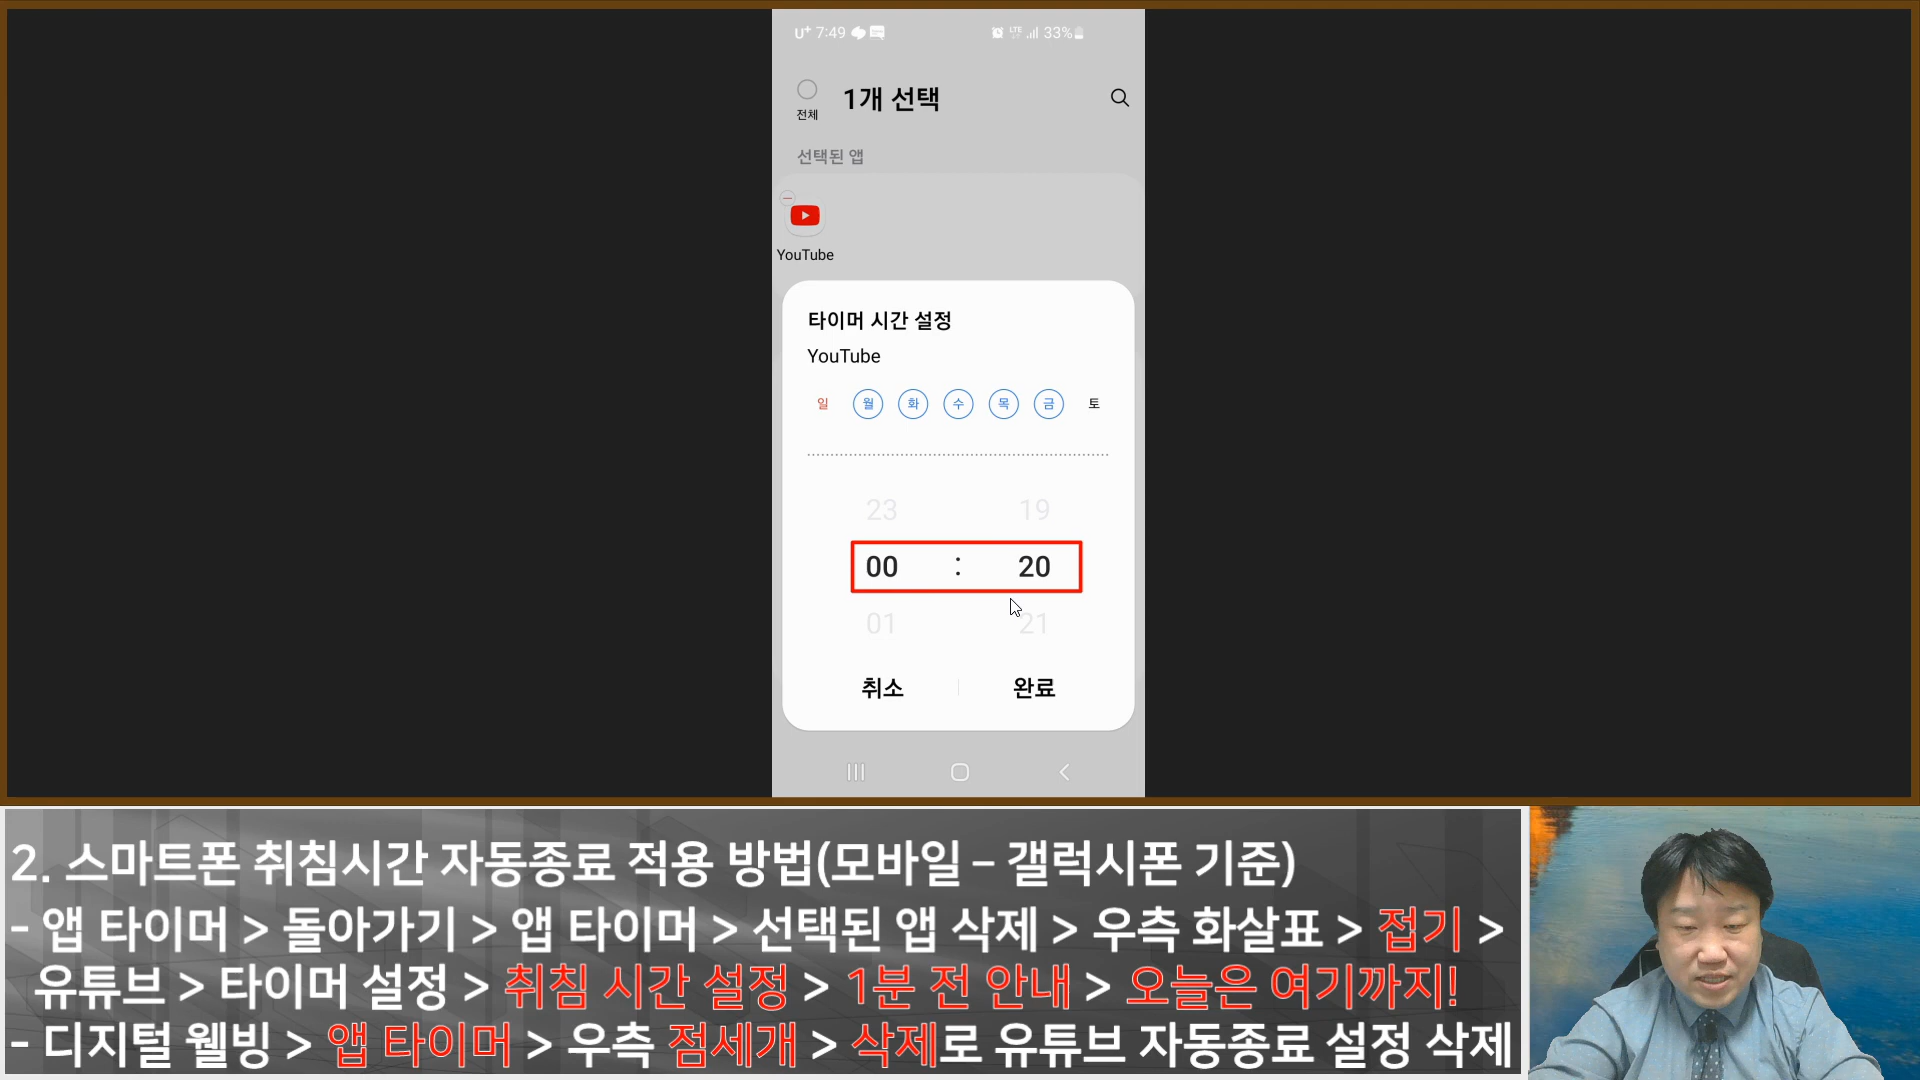 U+ 7:49 LTE 33%
전체
1개 선택
선택된 앱
YouTube
타이머 시간 설정
YouTube
일 월 화 수 목 금 토
23 19
00 : 20
01 21
취소 완료
2. 스마트폰 취침시간 자동종료 적용 방법(모바일 – 갤럭시폰 기준)
- 앱 타이머 > 돌아가기 > 앱 타이머 > 선택된 앱 삭제 > 우측 화살표 > 접기 >
유튜브 > 타이머 설정 > 취침 시간 설정 > 1분 전 안내 > 오늘은 여기까지!
- 디지털 웰빙 > 앱 타이머 > 우측 점세개 > 삭제로 유튜브 자동종료 설정 삭제